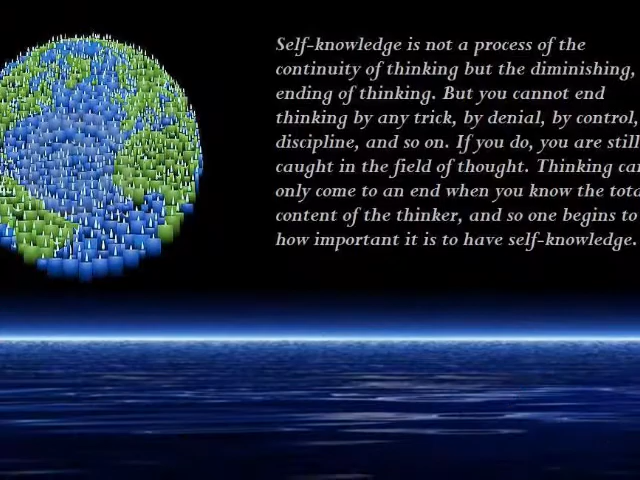 Self-knowledge is not a process of the
continuity of thinking but the diminishing,
ending of thinking. But you cannot end
thinking by any trick, by denial, by control,
discipline, and so on. If you do, you are still
caught in the field of thought. Thinking can
only come to an end when you know the tota
content of the thinker, and so one begins to
how important it is to have self-knowledge.